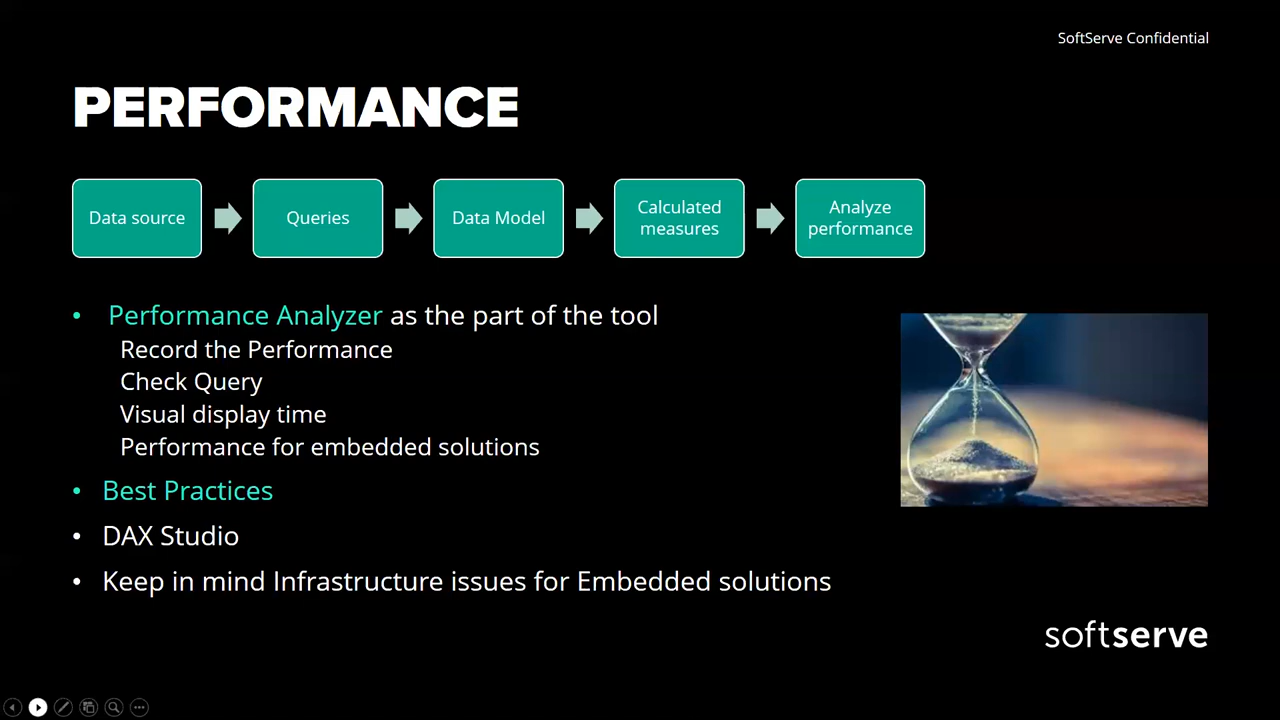 SoftServe Confidential
PERFORMANCE
Data source
Queries
Data Model
Calculated
measures
Analyze
performance
• Performance Analyzer as the part of the tool
Record the Performance
Check Query
Visual display time
Performance for embedded solutions
• Best Practices
• DAX Studio
• Keep in mind Infrastructure issues for Embedded solutions
softserve